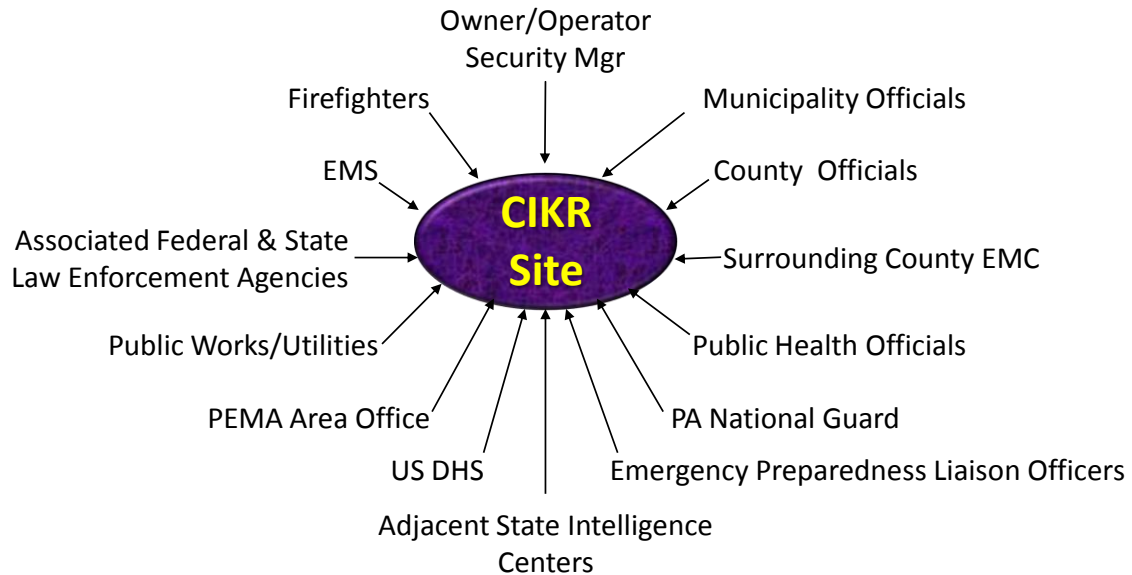 Owner/Operator
Security Mgr
Firefighters
Municipality Officials
EMS
County Officials
CIKR
Site
Associated Federal & State
Law Enforcement Agencies
Surrounding County EMC
Public Works/Utilities
Public Health Officials
PEMA Area Office
PA National Guard
US DHS
Emergency Preparedness Liaison Officers
Adjacent State Intelligence
Centers